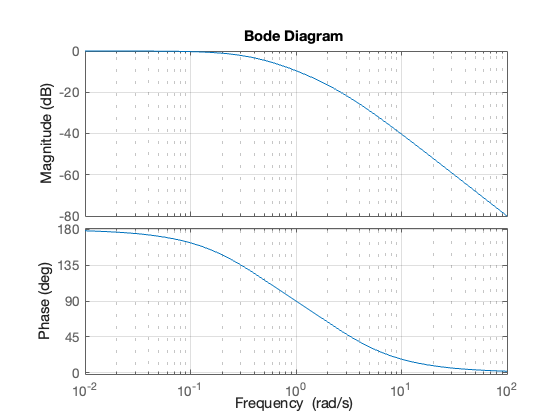 Bode Diagram
Magnitude (dB)
0
-20
-40
-60
-80
Phase (deg)
180
135
90
45
0
10^-2 10^-1 10^0 10^1 10^2
Frequency (rad/s)